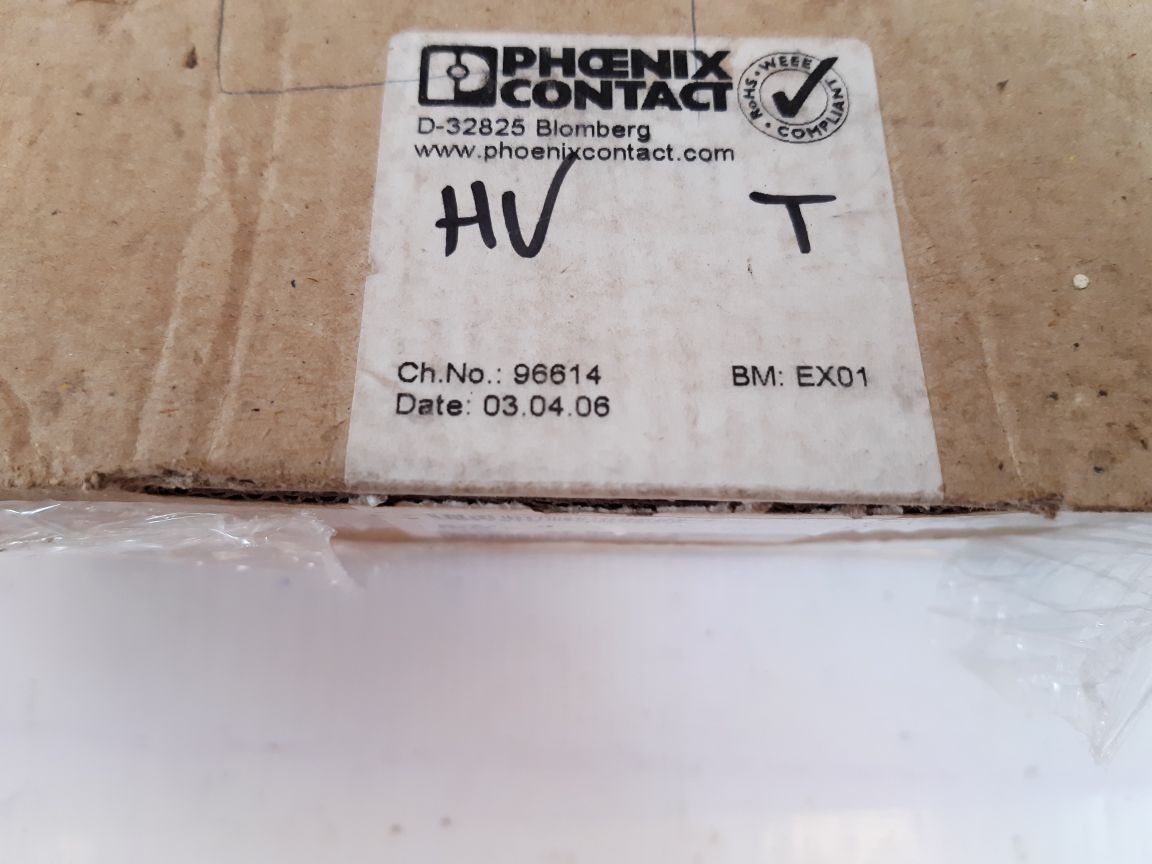 PHŒNIX
CONTACT
RoHS • WEEE • COMPLIANT
D-32825 Blomberg
www.phoenixcontact.com
HV T
Ch.No.: 96614 BM: EX01
Date: 03.04.06